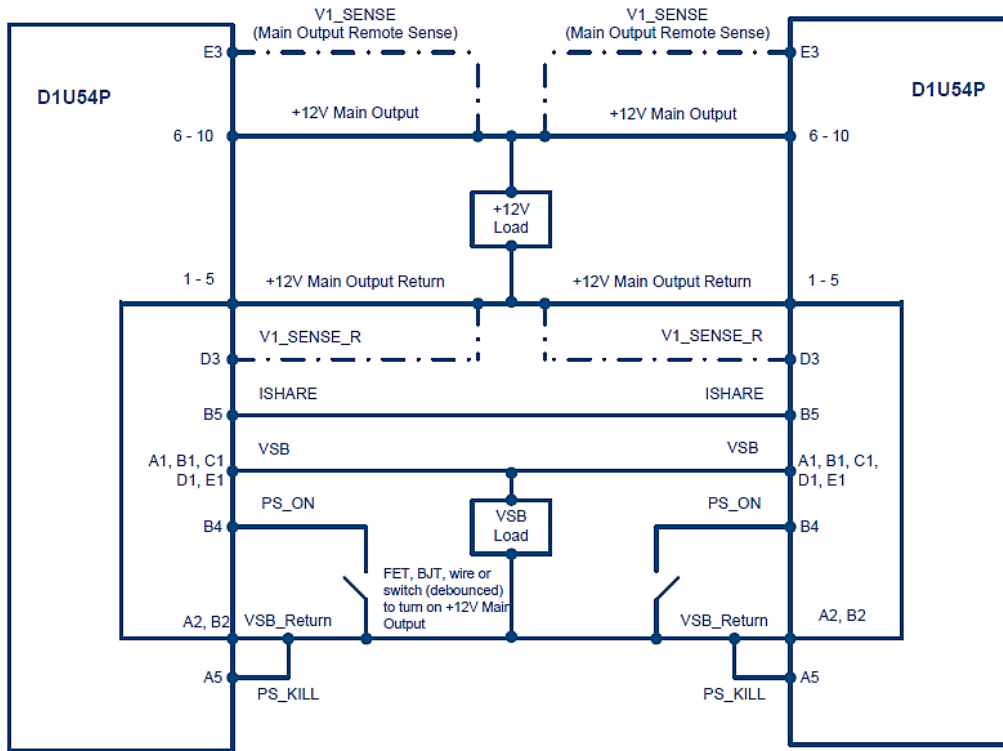 V1_SENSE
(Main Output Remote Sense)
V1_SENSE
(Main Output Remote Sense)
E3
E3
D1U54P
D1U54P
+12V Main Output
+12V Main Output
6 - 10
6 - 10
+12V
Load
1 - 5
+12V Main Output Return
+12V Main Output Return
1 - 5
V1_SENSE_R
V1_SENSE_R
D3
D3
ISHARE
ISHARE
B5
B5
VSB
VSB
A1, B1, C1
D1, E1
A1, B1, C1,
D1, E1
PS_ON
PS_ON
B4
B4
VSB
Load
FET, BJT, wire or
switch (debounced)
to turn on +12V Main
Output
A2, B2
VSB_Return
VSB_Return
A2, B2
A5
A5
PS_KILL
PS_KILL